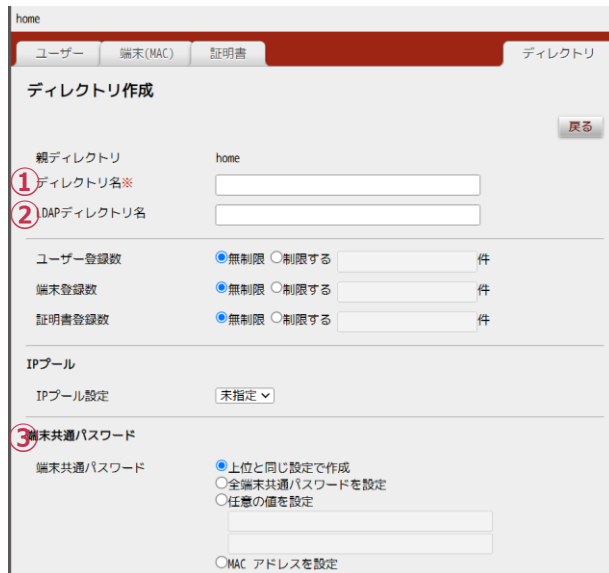 home
ユーザー 端末(MAC) 証明書 ディレクトリ
ディレクトリ作成
戻る
親ディレクトリ home
①ディレクトリ名※
②LDAPディレクトリ名
ユーザー登録数 無制限 制限する 件
端末登録数 無制限 制限する 件
証明書登録数 無制限 制限する 件
IPプール
IPプール設定 未指定
③端末共通パスワード
端末共通パスワード 上位と同じ設定で作成
全端末共通パスワードを設定
任意の値を設定
MAC アドレスを設定